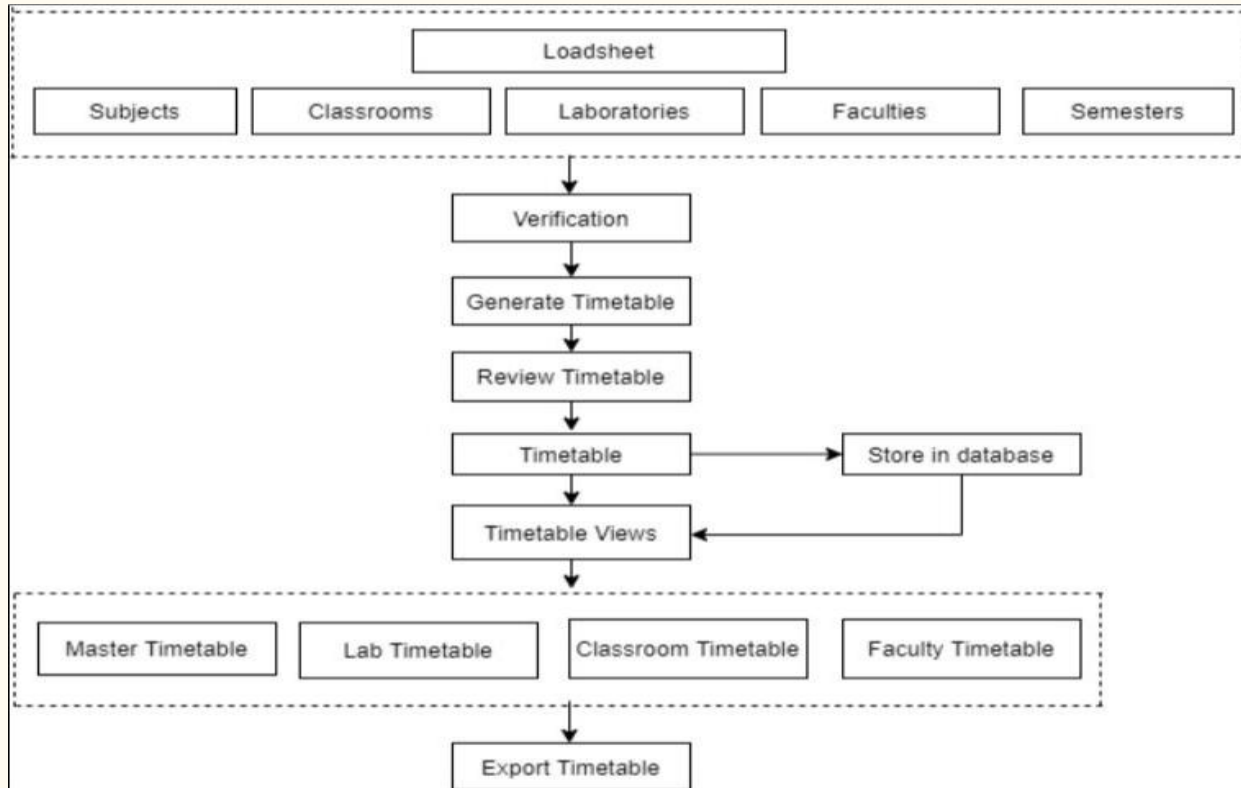 Loadsheet
Subjects
Classrooms
Laboratories
Faculties
Semesters
Verification
Generate Timetable
Review Timetable
Timetable
Store in database
Timetable Views
Master Timetable
Lab Timetable
Classroom Timetable
Faculty Timetable
Export Timetable